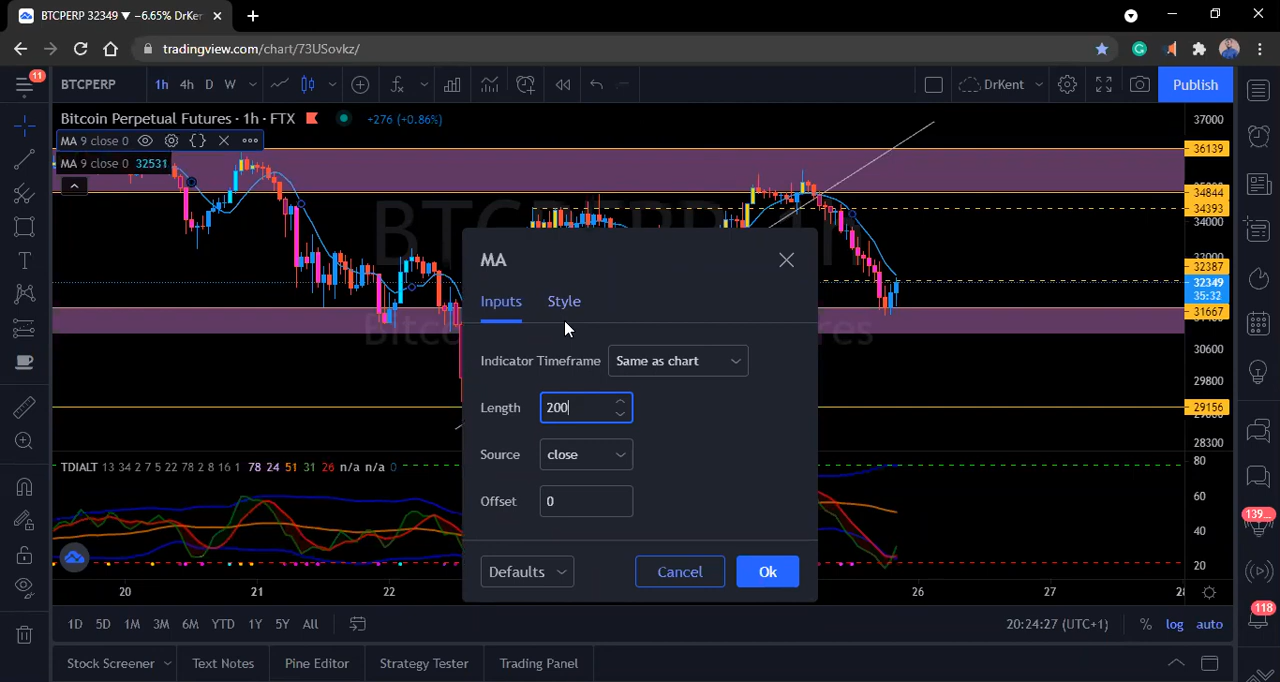 BTCPERP 32349 ▼ −6.65% DrKer
tradingview.com/chart/73USovkz/
11
BTCPERP 1h 4h D W DrKent Publish
Bitcoin Perpetual Futures · 1h · FTX +276 (+0.86%)
MA 9 close 0
MA 9 close 0 32531
37000
36139
34844
34393
34000
32387
32349
35:32
31667
30600
29800
29156
28300
MA
Inputs Style
Indicator Timeframe Same as chart
Length 200
Source close
Offset 0
Defaults Cancel Ok
TDIALT 13 34 2 7 5 22 78 2 8 16 1 78 24 51 31 26 n/a n/a 0
80
60
40
20
20 21 22 26 27
1D 5D 1M 3M 6M YTD 1Y 5Y All 20:24:27 (UTC+1) % log auto
Stock Screener Text Notes Pine Editor Strategy Tester Trading Panel
139...
118